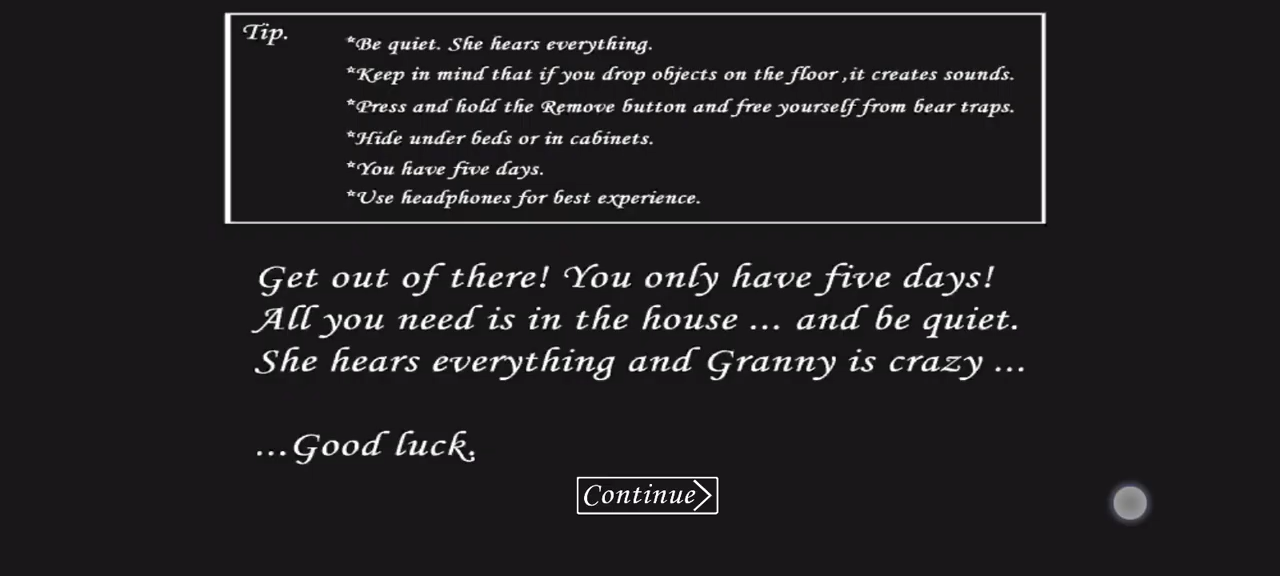 Tip.
*Be quiet. She hears everything.
*Keep in mind that if you drop objects on the floor ,it creates sounds.
*Press and hold the Remove button and free yourself from bear traps.
*Hide under beds or in cabinets.
*You have five days.
*Use headphones for best experience.
Get out of there! You only have five days!
All you need is in the house ... and be quiet.
She hears everything and Granny is crazy ...
...Good luck.
Continue